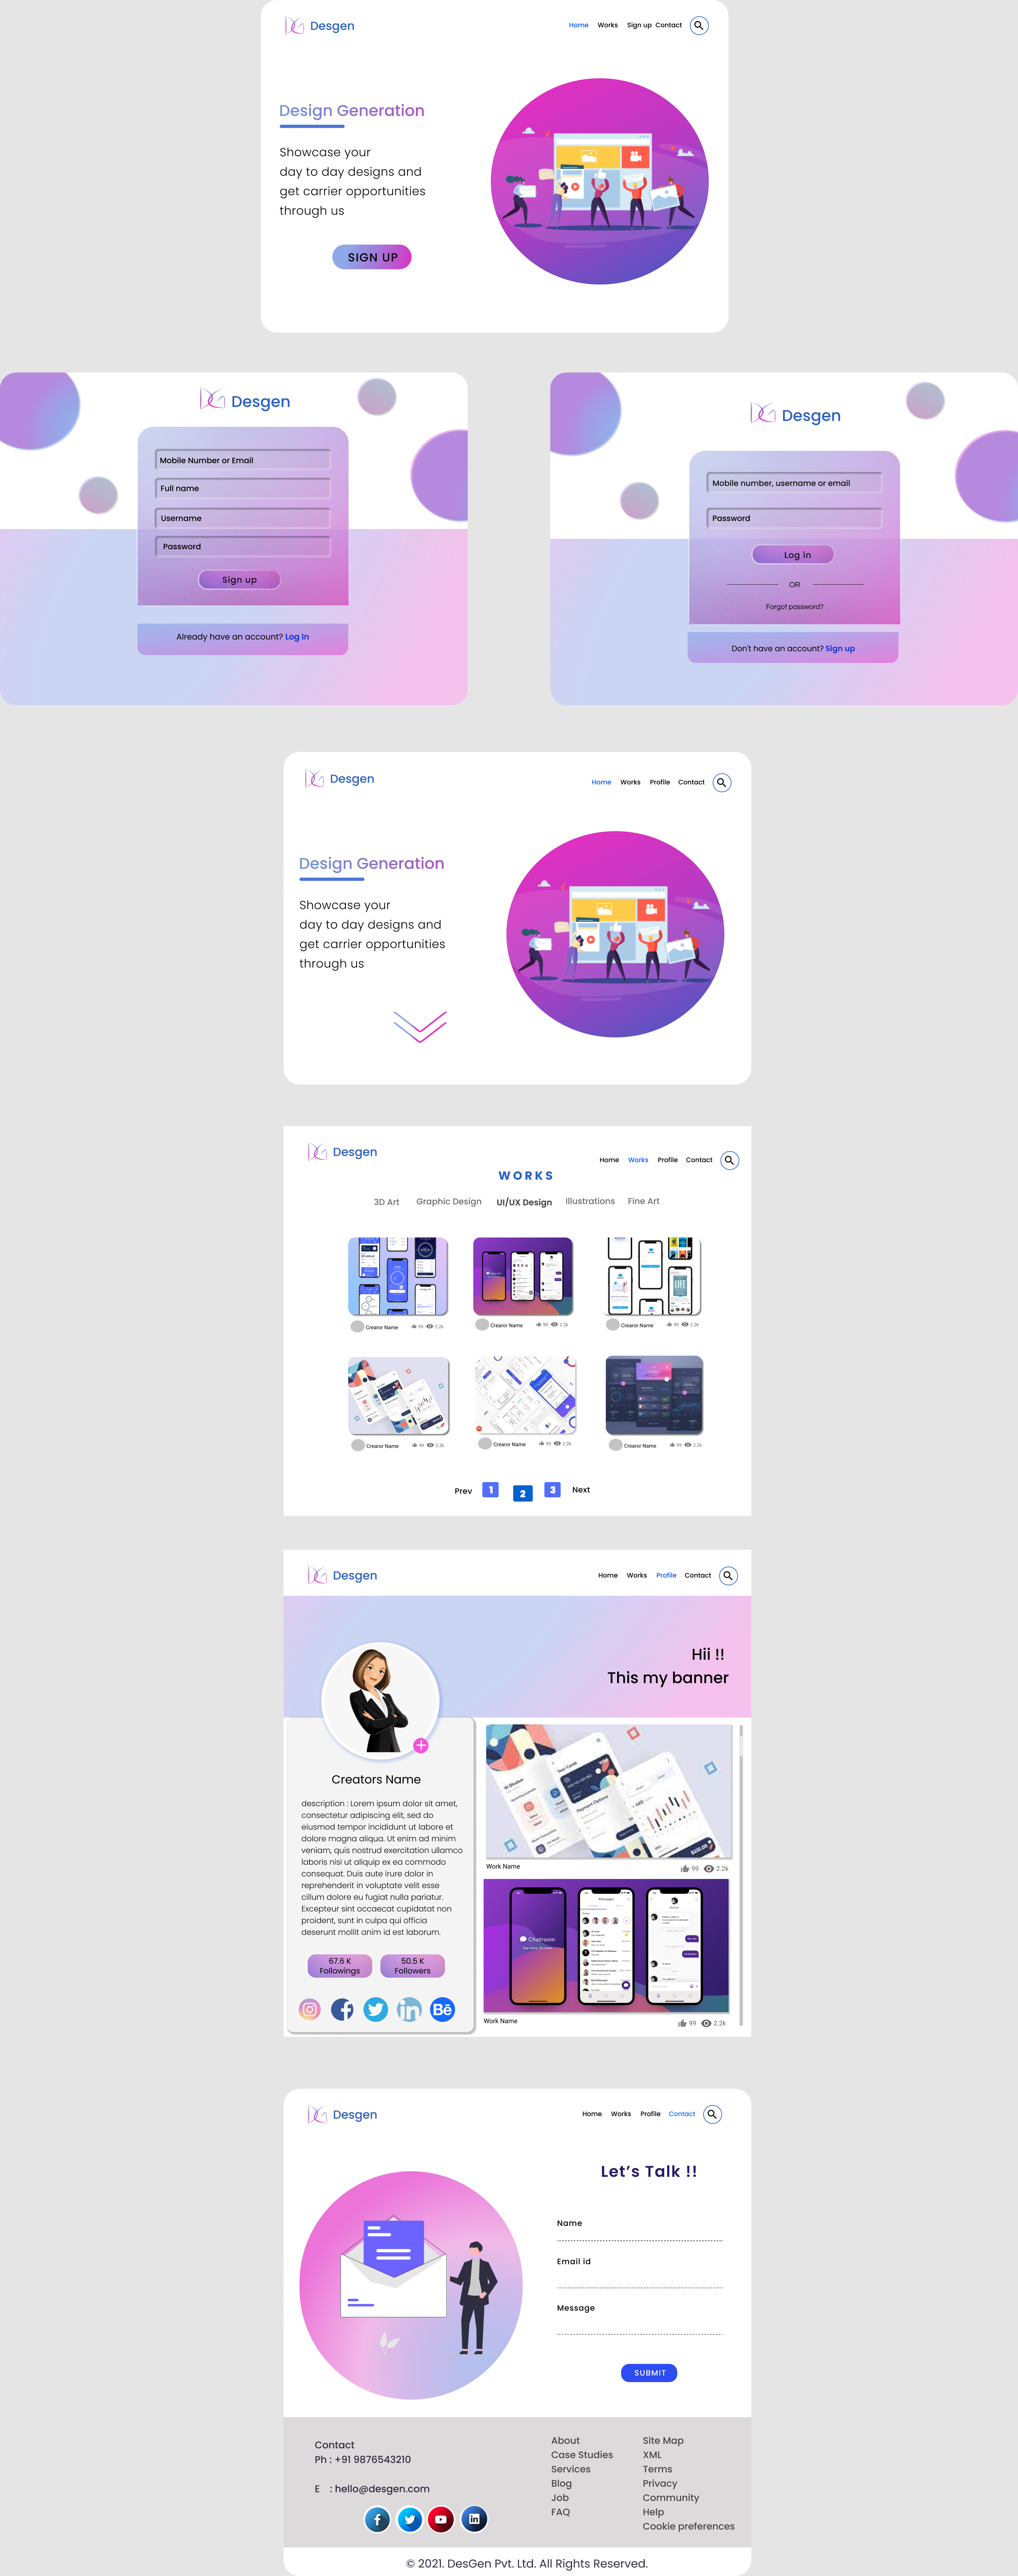 Desgen
Home Works Sign up Contact
Design Generation
Showcase your
day to day designs and
get carrier opportunities
through us
SIGN UP
Desgen
Mobile Number or Email
Full name
Username
Password
Sign up
Already have an account? Log In
Desgen
Mobile number, username or email
Password
Log in
OR
Forgot password?
Don't have an account? Sign up
Desgen
Home Works Profile Contact
Design Generation
Showcase your
day to day designs and
get carrier opportunities
through us
Desgen
Home Works Profile Contact
WORKS
3D Art Graphic Design UI/UX Design Illustrations Fine Art
LIFE
Crearor Name 99 2.2k
Crearor Name 99 2.2k
Crearor Name 99 2.2k
Crearor Name 99 2.2k
Crearor Name 99 2.2k
Crearor Name 99 2.2k
Prev 1 2 3 Next
Desgen
Home Works Profile Contact
Hii !!
This my banner
Creators Name
description : Lorem ipsum dolor sit amet,
consectetur adipiscing elit, sed do
eiusmod tempor incididunt ut labore et
dolore magna aliqua. Ut enim ad minim
veniam, quis nostrud exercitation ullamco
laboris nisi ut aliquip ex ea commodo
consequat. Duis aute irure dolor in
reprehenderit in voluptate velit esse
cillum dolore eu fugiat nulla pariatur.
Excepteur sint occaecat cupidatat non
proident, sunt in culpa qui officia
deserunt mollit anim id est laborum.
67.6 K
Followings
50.5 K
Followers
in
Bē
Your Cards
Payment Options
Work Name 99 2.2k
Chatroom
Messages
Work Name 99 2.2k
Desgen
Home Works Profile Contact
Let's Talk !!
Name
Email id
Message
SUBMIT
Contact
Ph : +91 9876543210
E : hello@desgen.com
About
Case Studies
Services
Blog
Job
FAQ
Site Map
XML
Terms
Privacy
Community
Help
Cookie preferences
© 2021. DesGen Pvt. Ltd. All Rights Reserved.